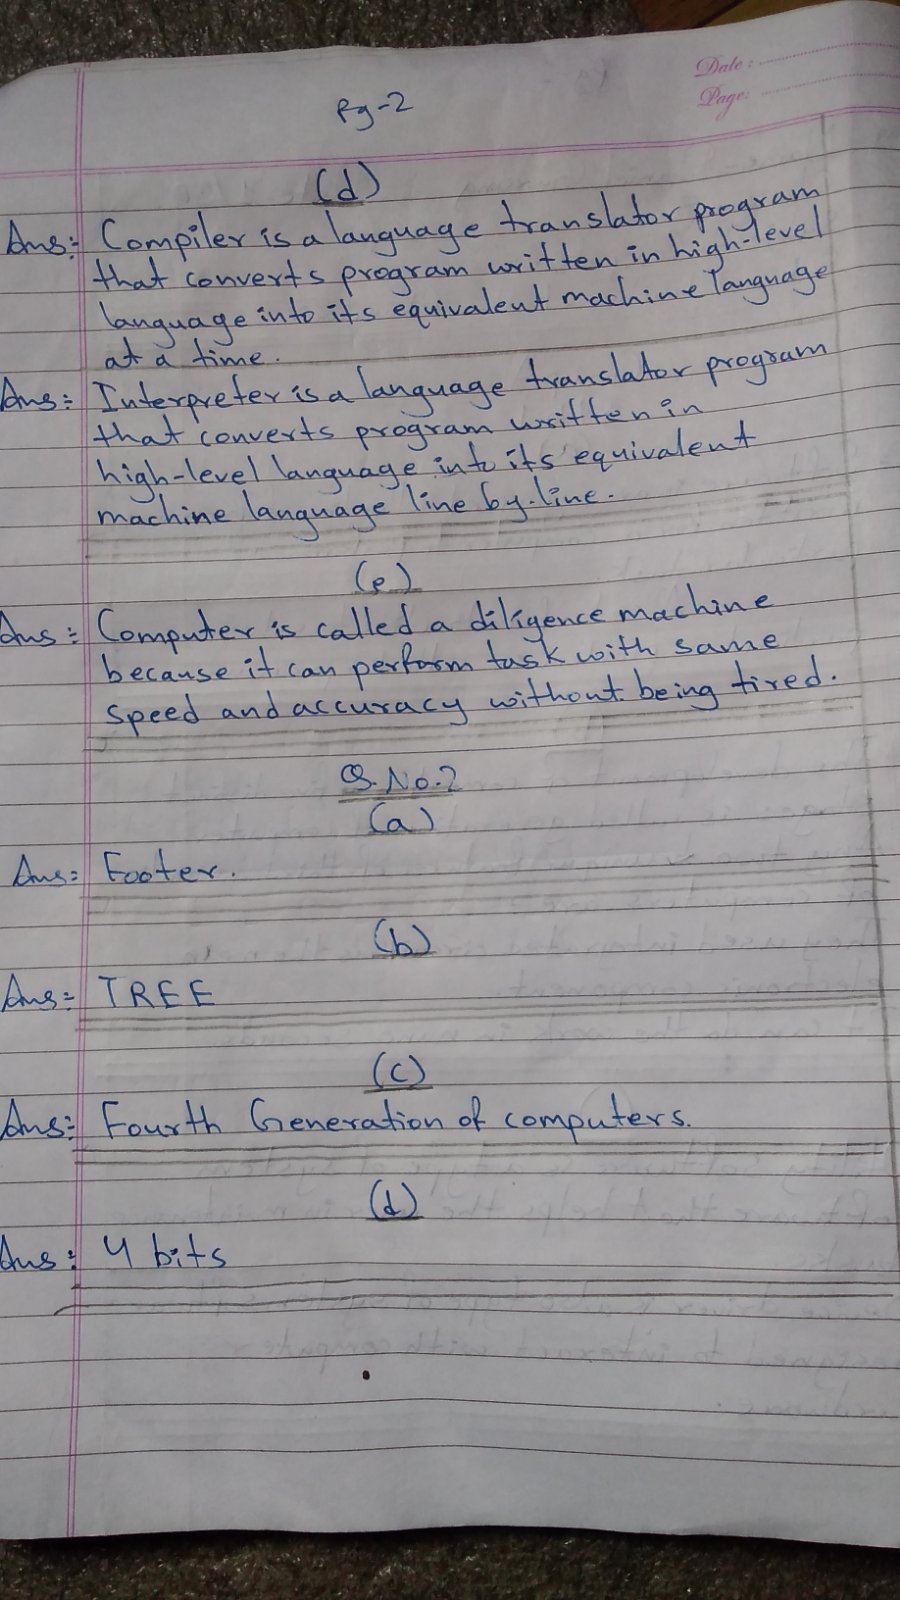 Date:
Page:
Pg-2
(d)
Ans: Compiler is a language translator program
that converts program written in high-level
language into its equivalent machine language
at a time.
Ans: Interpreter is a language translator program
that converts program written in
high-level language into its equivalent
machine language line by-line.
(e)
Ans: Computer is called a diligence machine
because it can perform task with same
speed and accuracy without being tired.
Q.No.2
(a)
Ans: Footer.
(b)
Ans: TREE
(c)
Ans: Fourth Generation of computers.
(d)
Ans: 4 bits